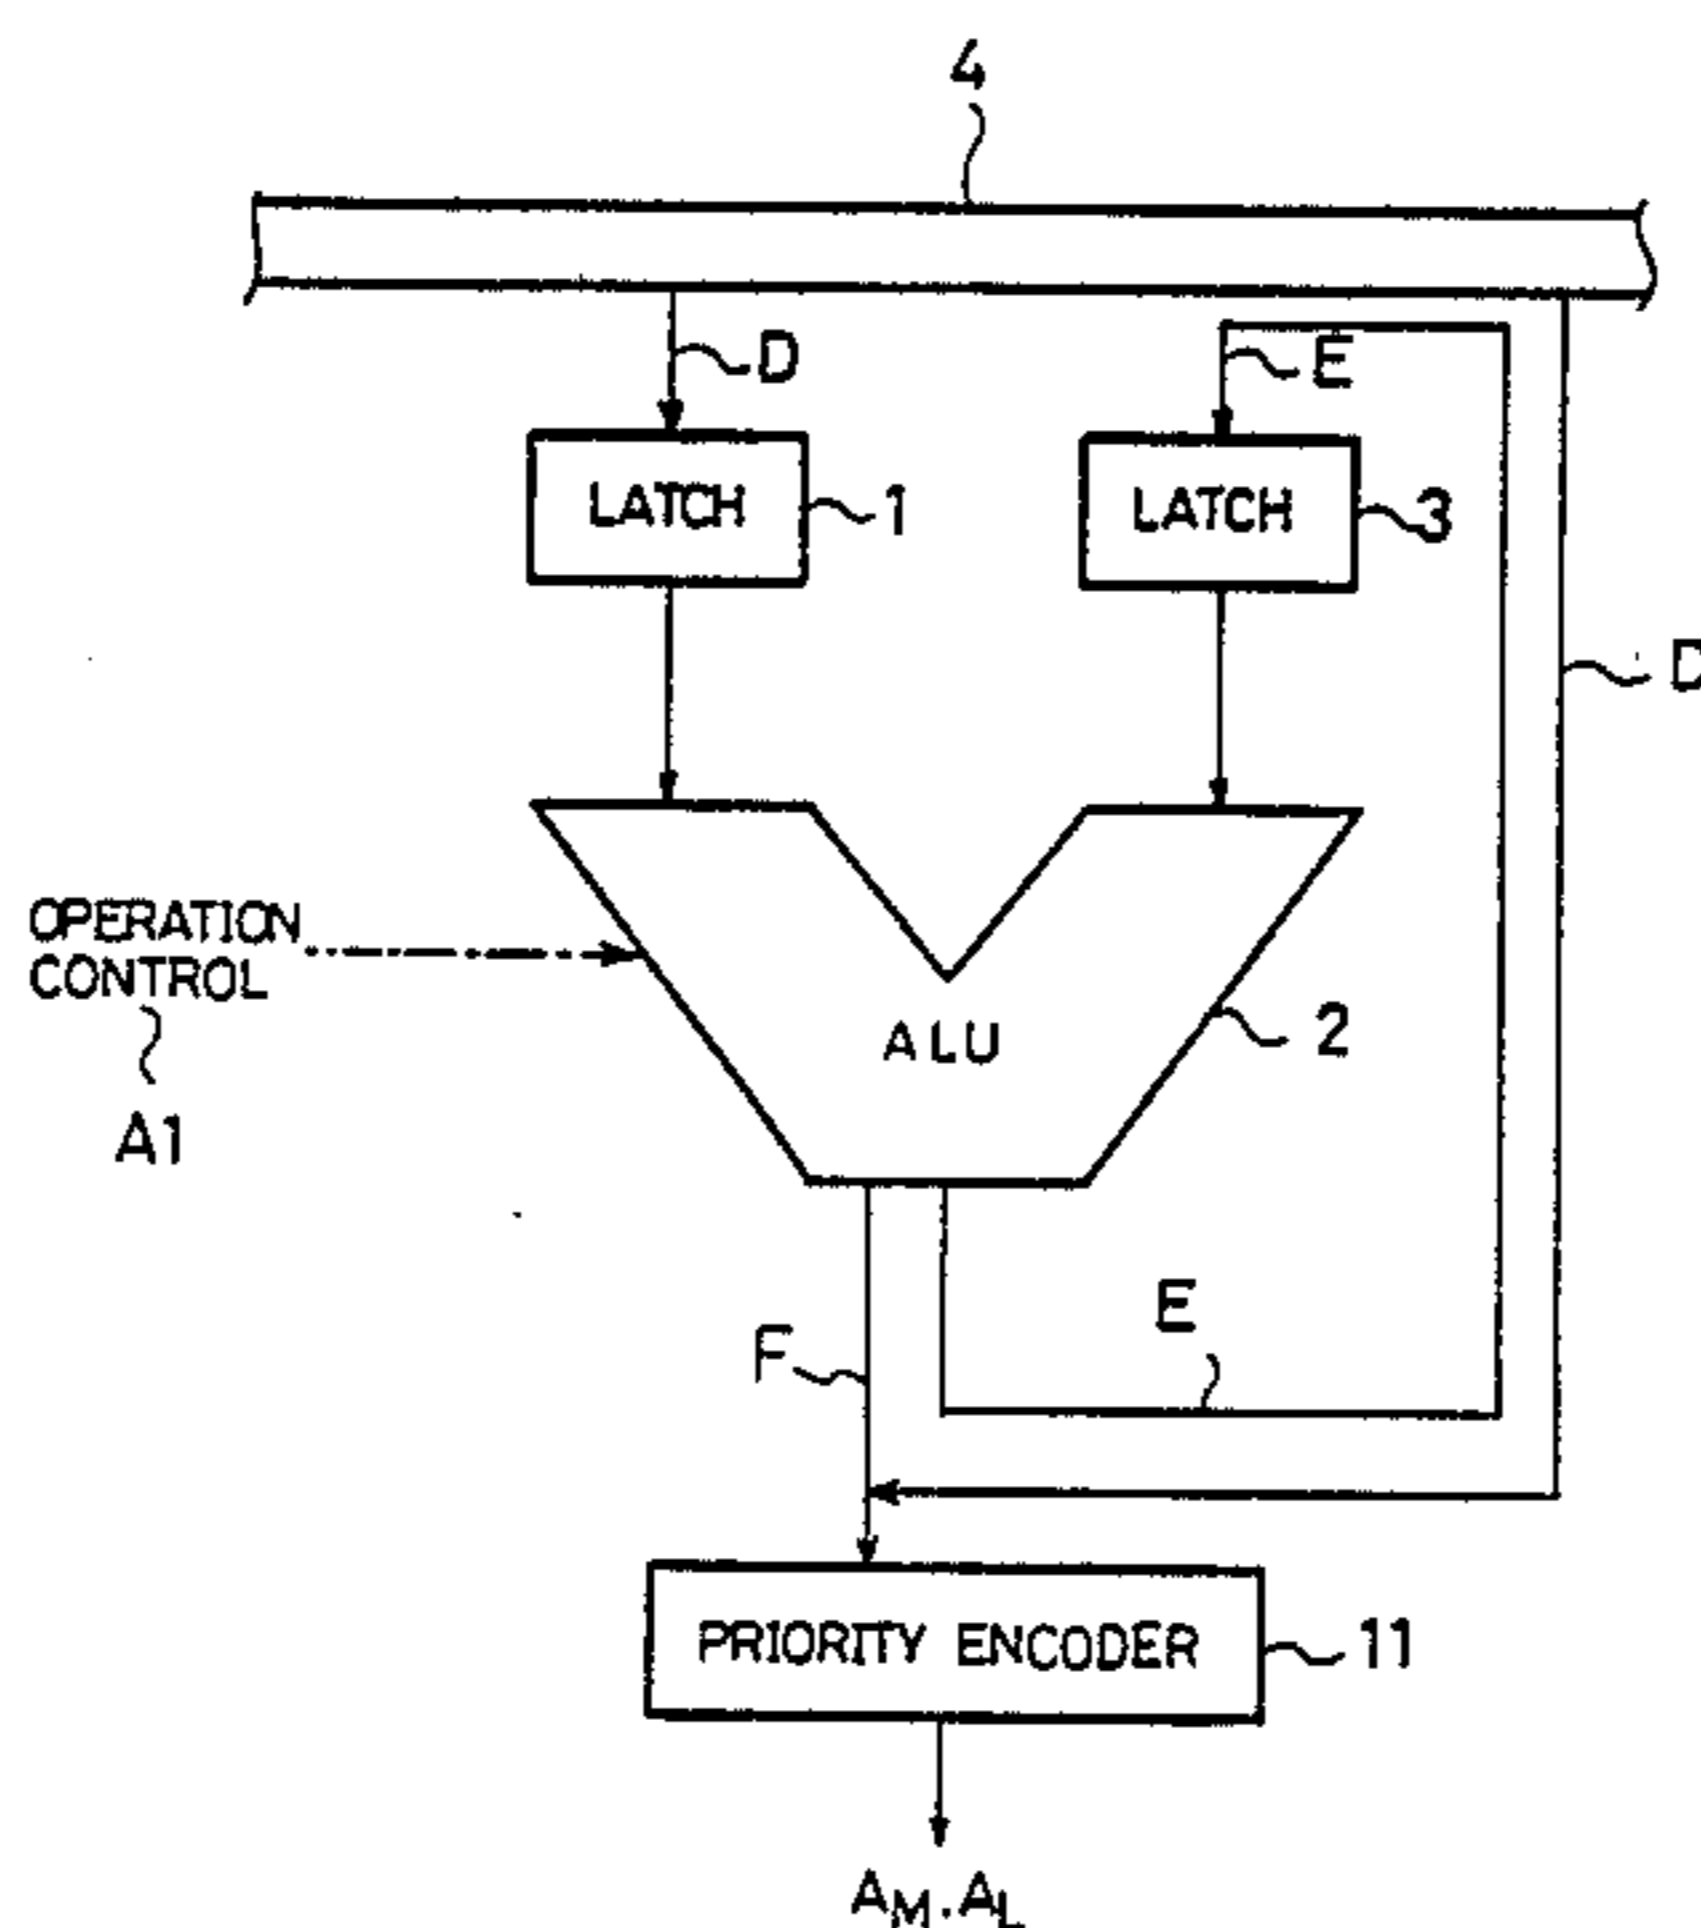 4
D
E
LATCH
1
LATCH
3
D
OPERATION
CONTROL
A1
ALU
2
E
F
PRIORITY ENCODER
11
AM.AL